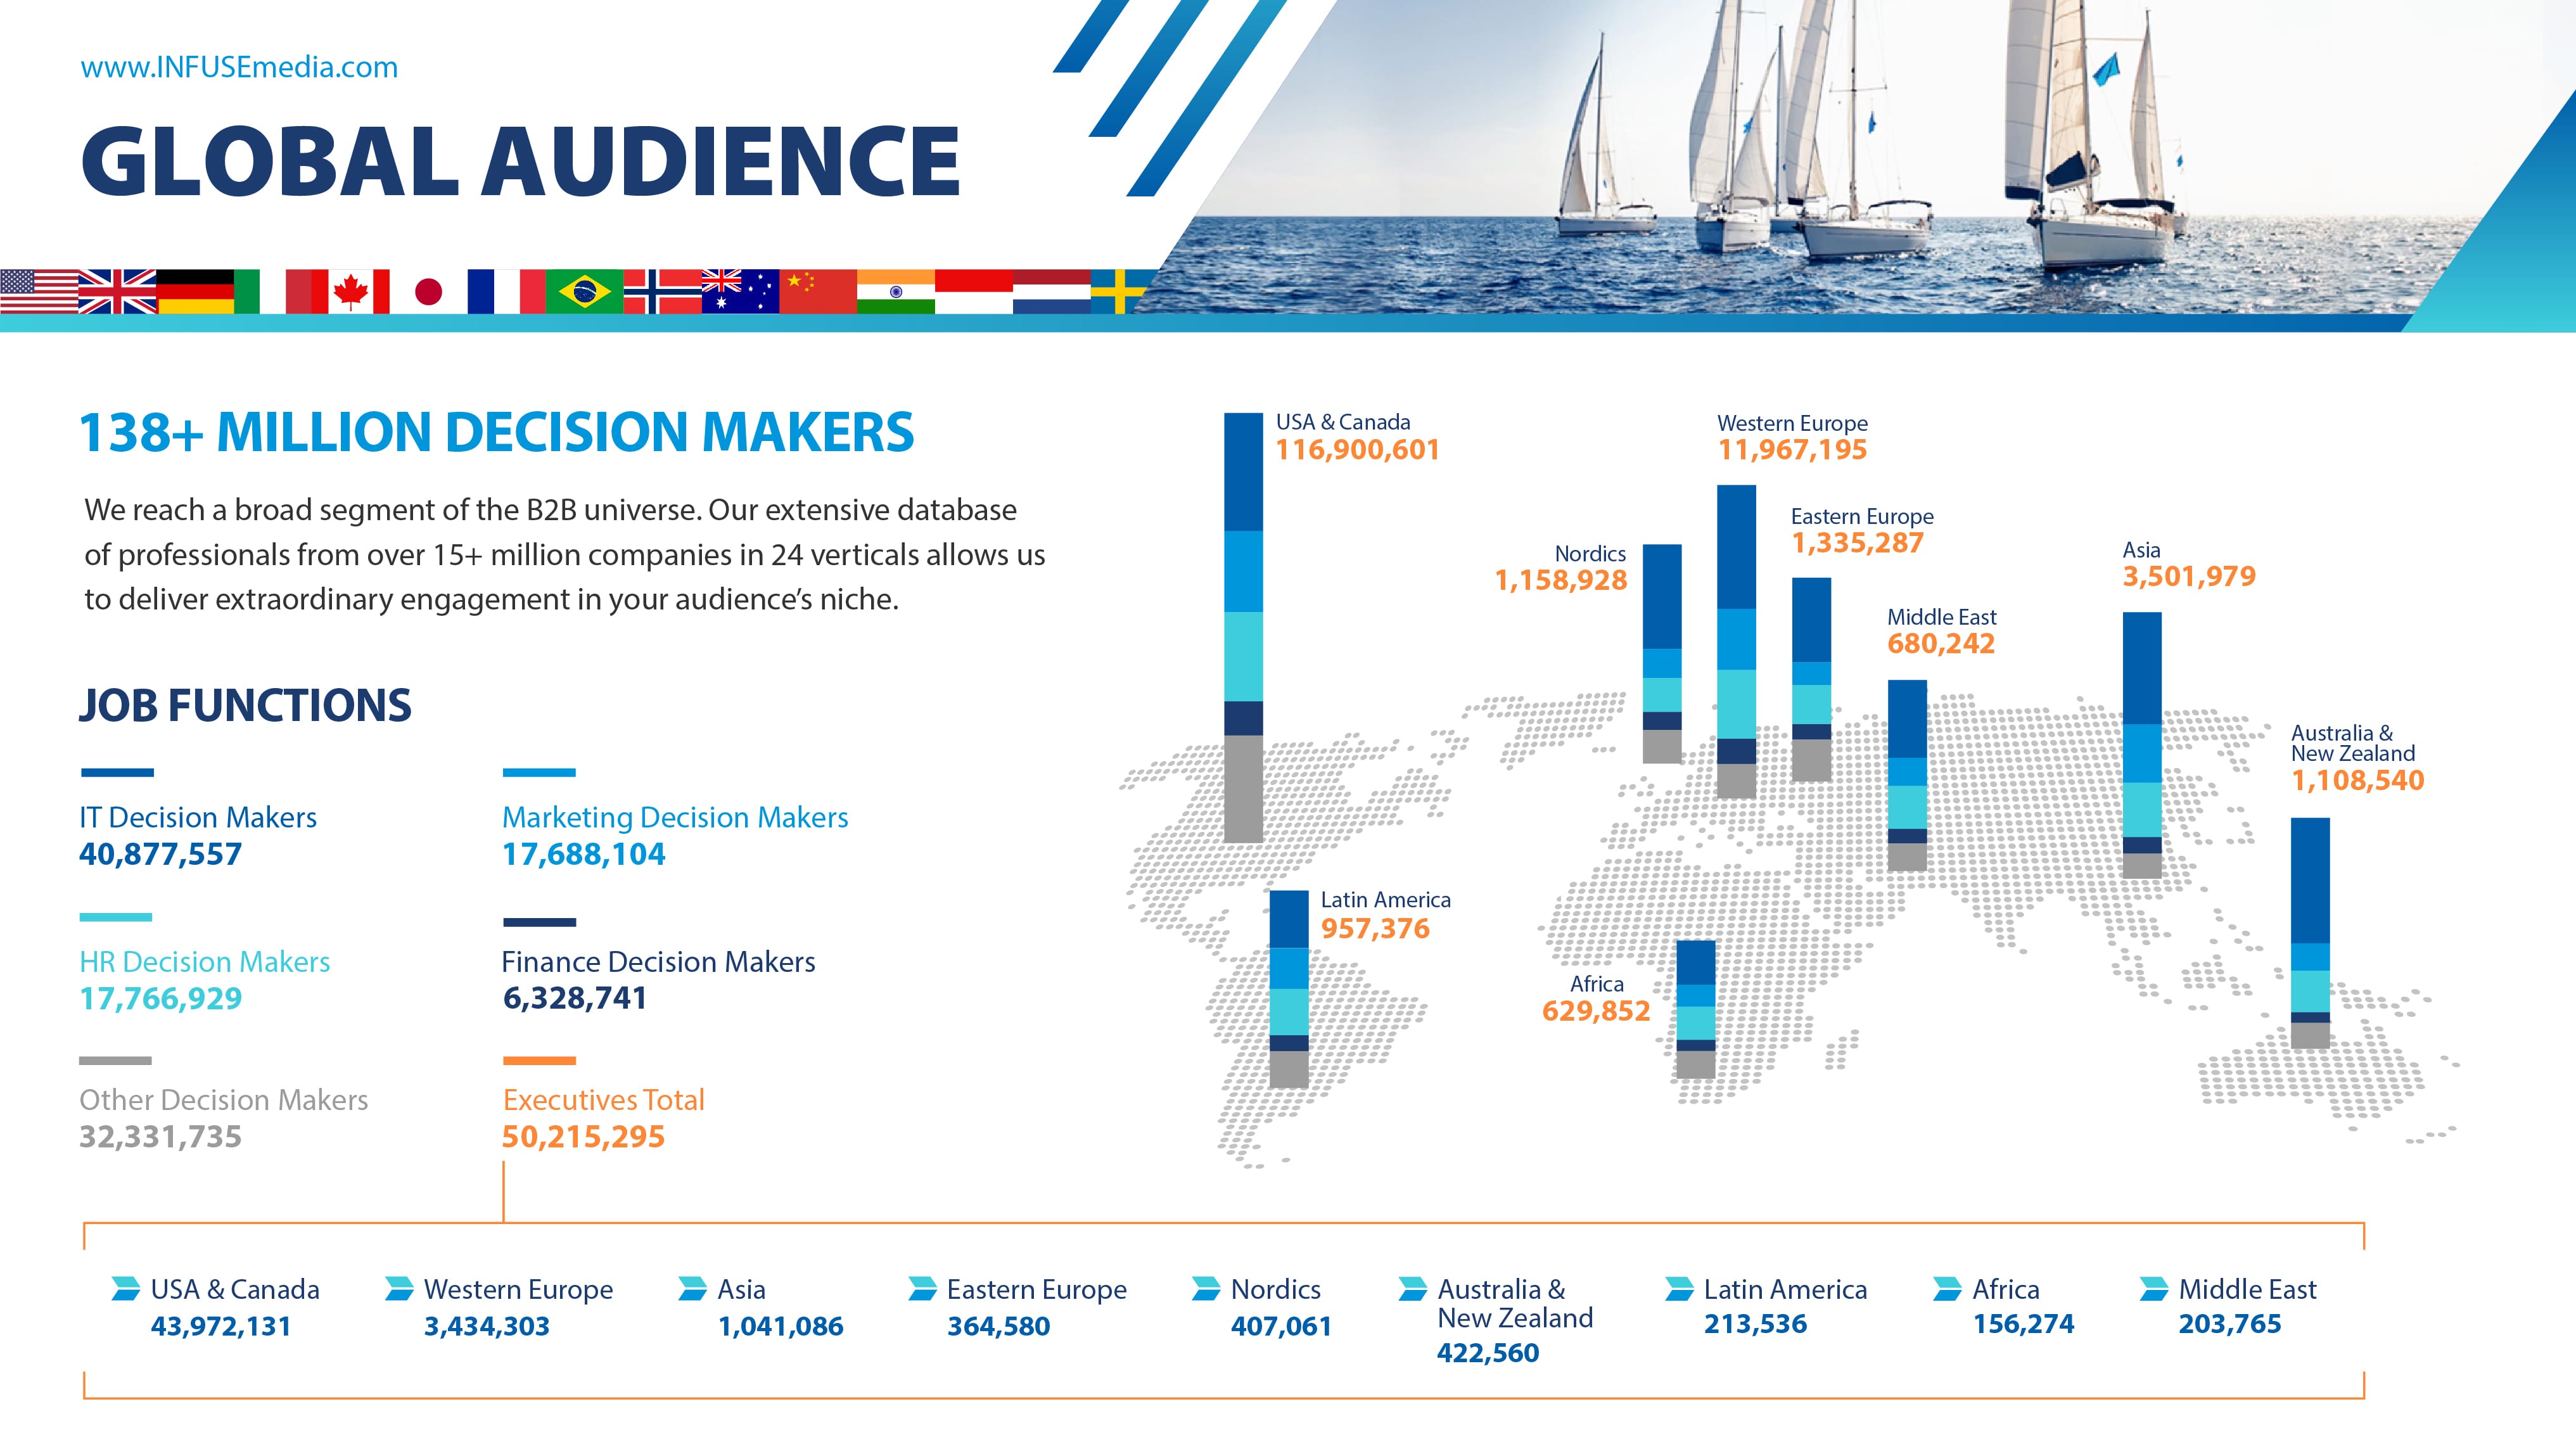 www.INFUSEmedia.com
GLOBAL AUDIENCE
138+ MILLION DECISION MAKERS
We reach a broad segment of the B2B universe. Our extensive database
of professionals from over 15+ million companies in 24 verticals allows us
to deliver extraordinary engagement in your audience’s niche.
JOB FUNCTIONS
IT Decision Makers
40,877,557
Marketing Decision Makers
17,688,104
HR Decision Makers
17,766,929
Finance Decision Makers
6,328,741
Other Decision Makers
32,331,735
Executives Total
50,215,295
USA & Canada
116,900,601
Western Europe
11,967,195
Eastern Europe
1,335,287
Nordics
1,158,928
Asia
3,501,979
Middle East
680,242
Australia &
New Zealand
1,108,540
Latin America
957,376
Africa
629,852
USA & Canada
43,972,131
Western Europe
3,434,303
Asia
1,041,086
Eastern Europe
364,580
Nordics
407,061
Australia &
New Zealand
422,560
Latin America
213,536
Africa
156,274
Middle East
203,765